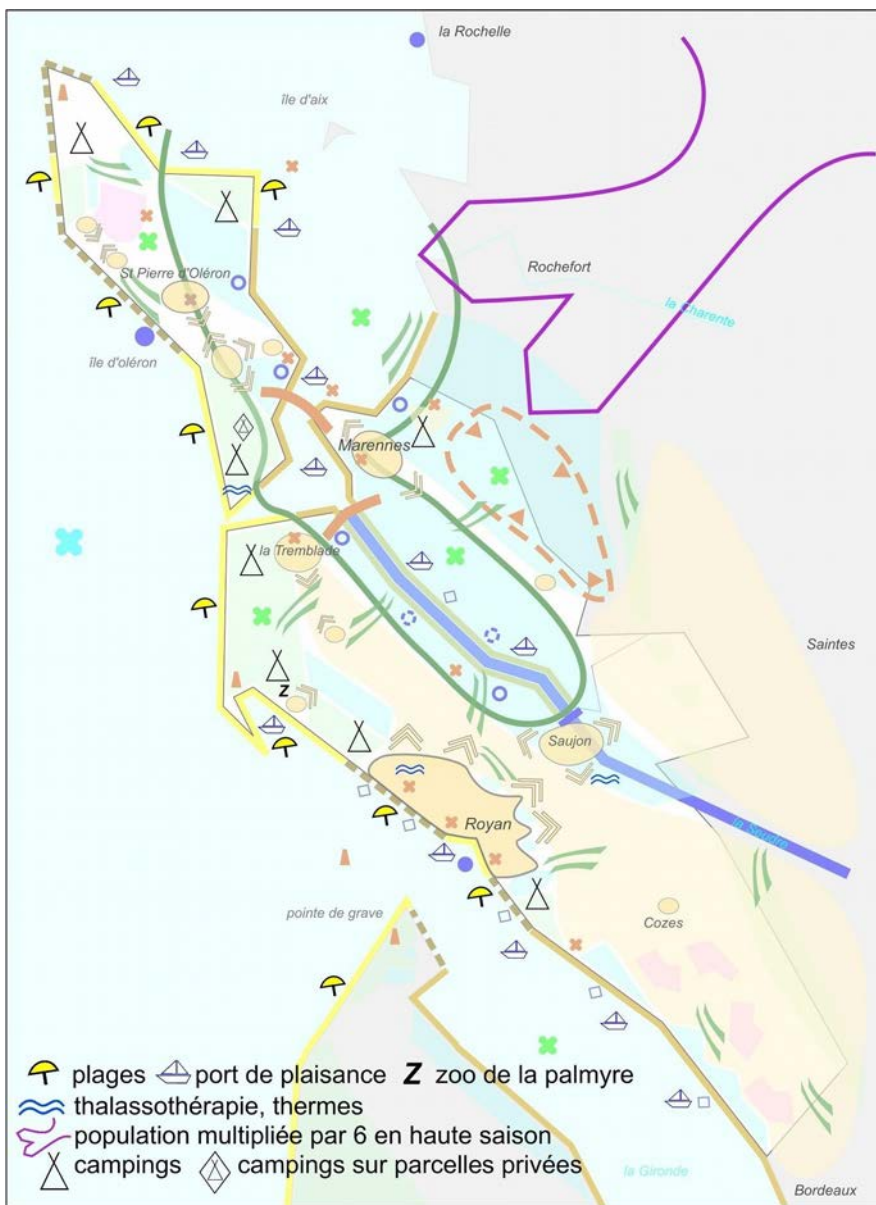 la Rochelle
île d'aix
Rochefort
la Charente
St Pierre d'Oléron
île d'oléron
Marennes
la Tremblade
Saintes
Z
Saujon
Royan
la Seudre
pointe de grave
Cozes
plages port de plaisance Z zoo de la palmyre
thalassothérapie, thermes
population multipliée par 6 en haute saison
campings campings sur parcelles privées
la Gironde
Bordeaux